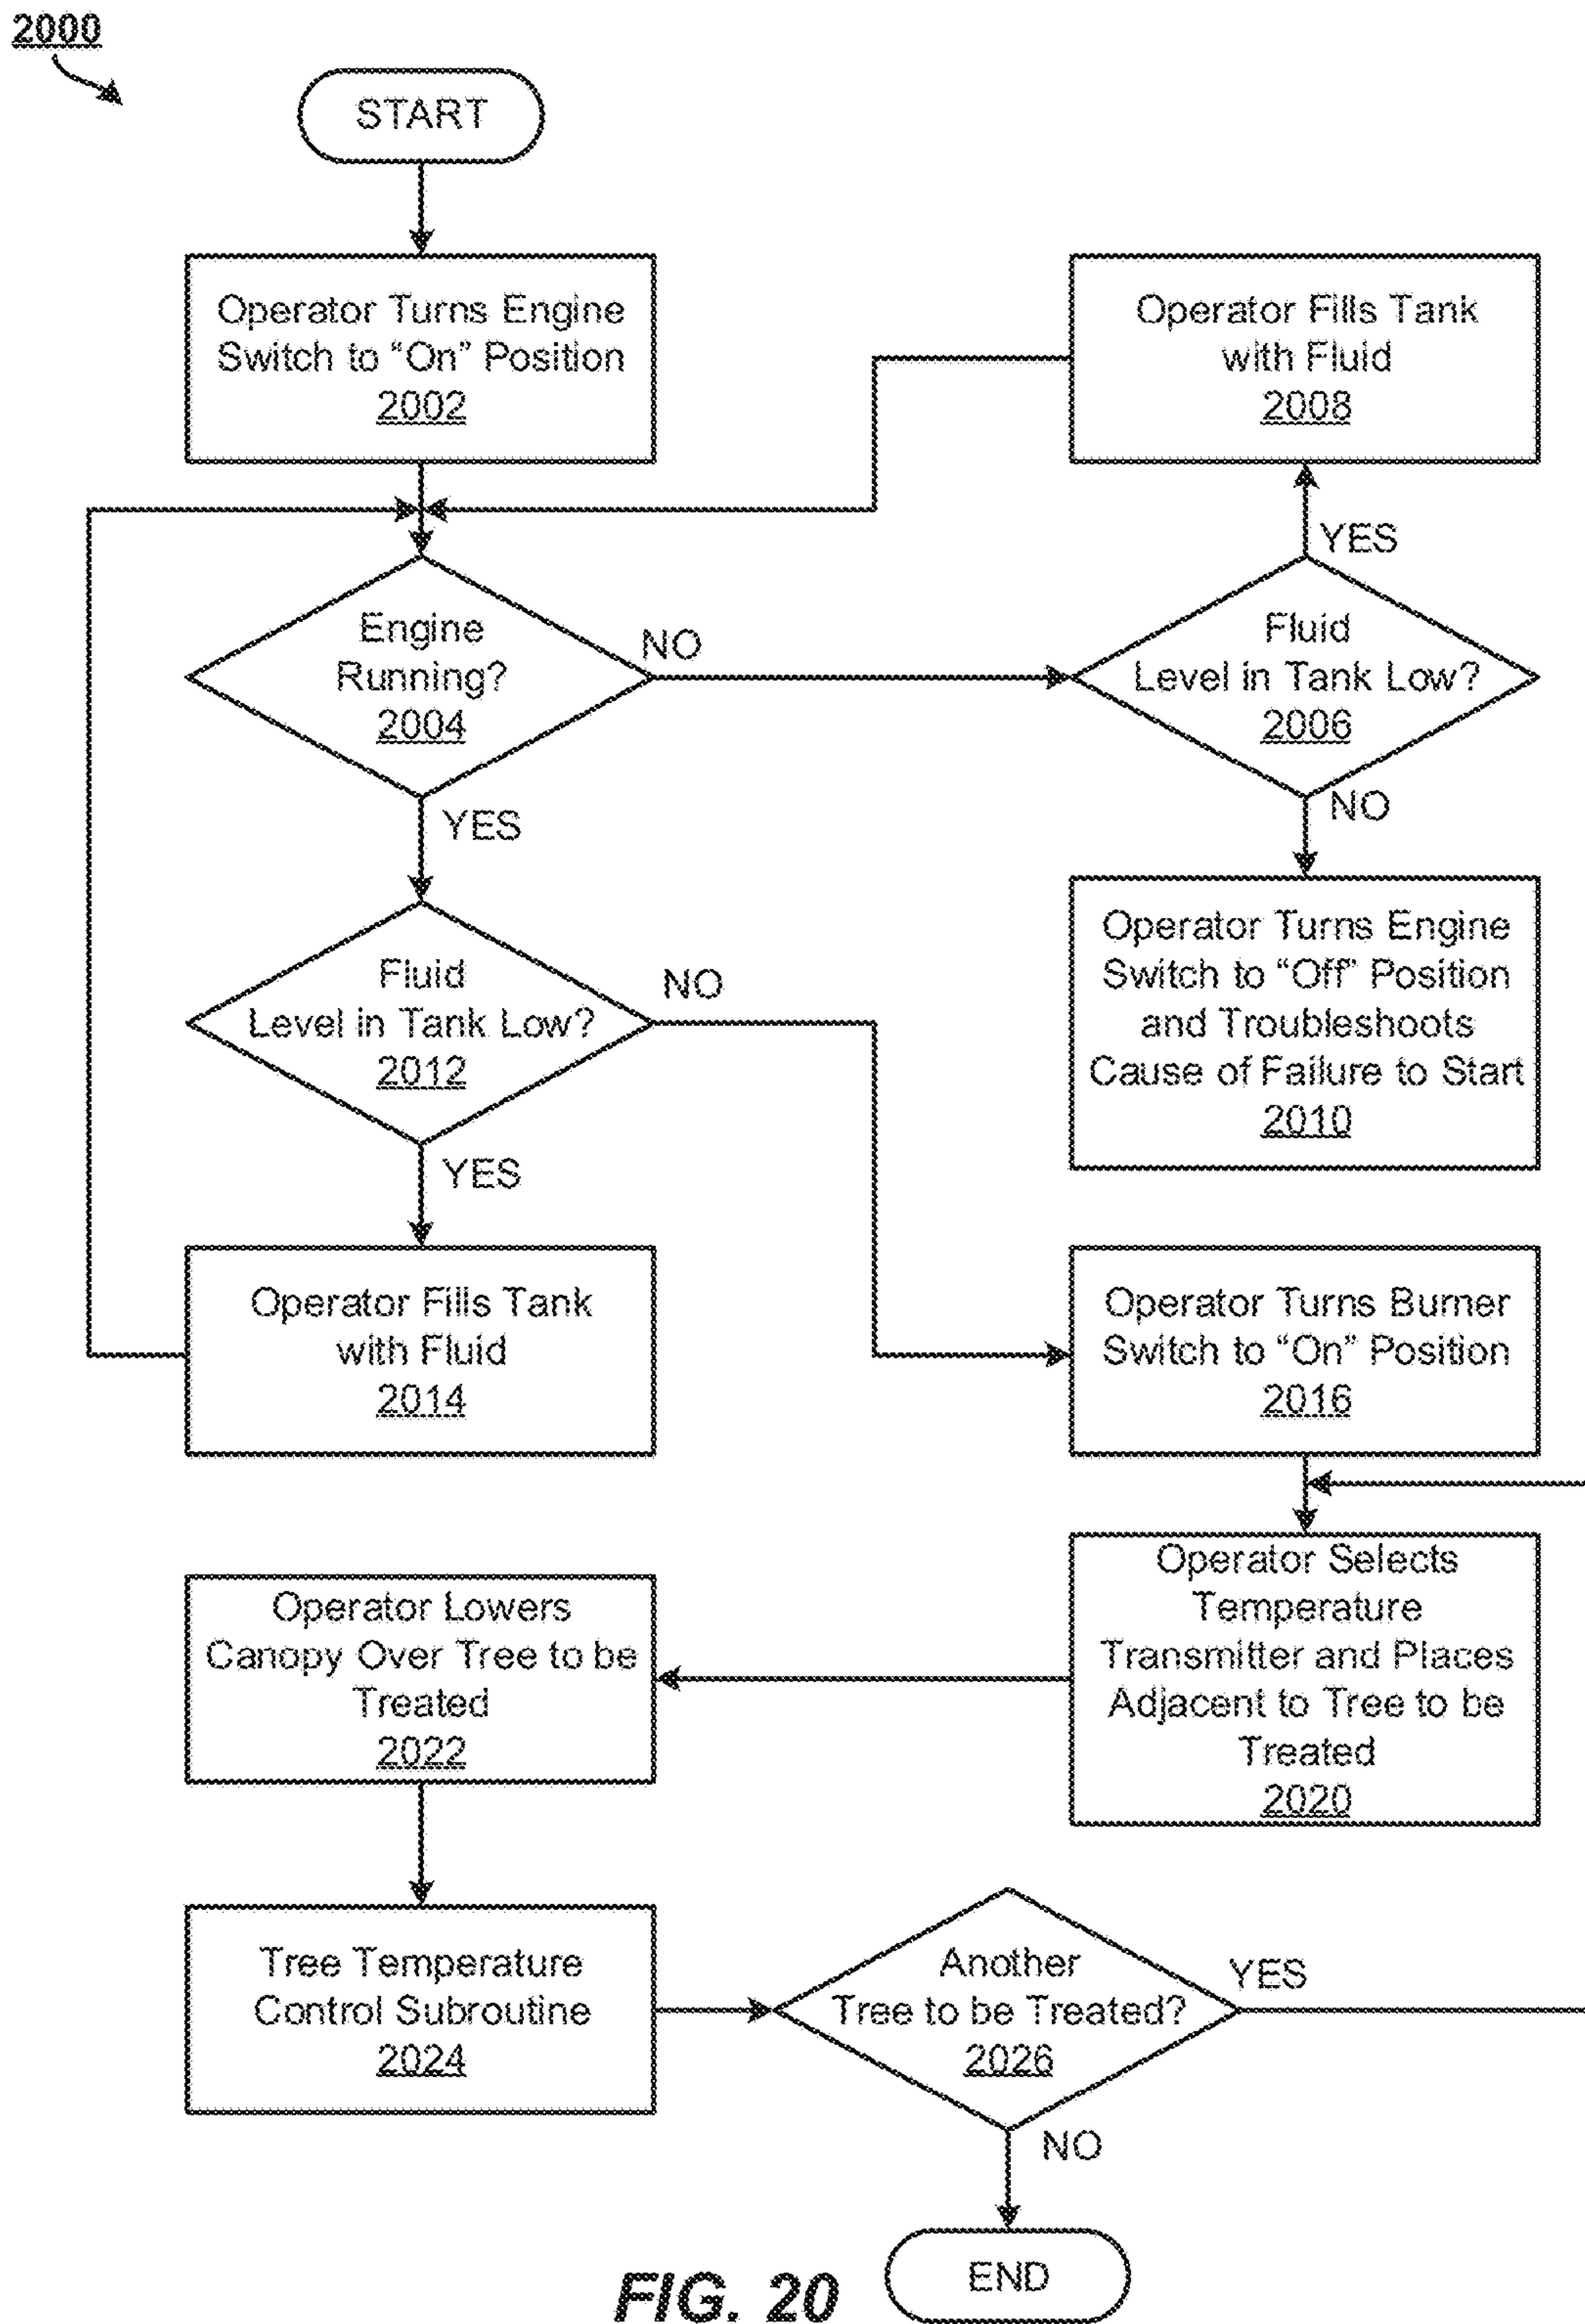 2000
START
Operator Turns Engine
Switch to “On” Position
2002
Operator Fills Tank
with Fluid
2008
Engine
Running?
2004
NO
YES
Fluid
Level in Tank Low?
2006
YES
NO
Fluid
Level in Tank Low?
2012
NO
YES
Operator Turns Engine
Switch to “Off” Position
and Troubleshoots
Cause of Failure to Start
2010
Operator Fills Tank
with Fluid
2014
Operator Turns Burner
Switch to “On” Position
2016
Operator Selects
Temperature
Transmitter and Places
Adjacent to Tree to be
Treated
2020
Operator Lowers
Canopy Over Tree to be
Treated
2022
Tree Temperature
Control Subroutine
2024
Another
Tree to be Treated?
2026
YES
NO
END
FIG. 20